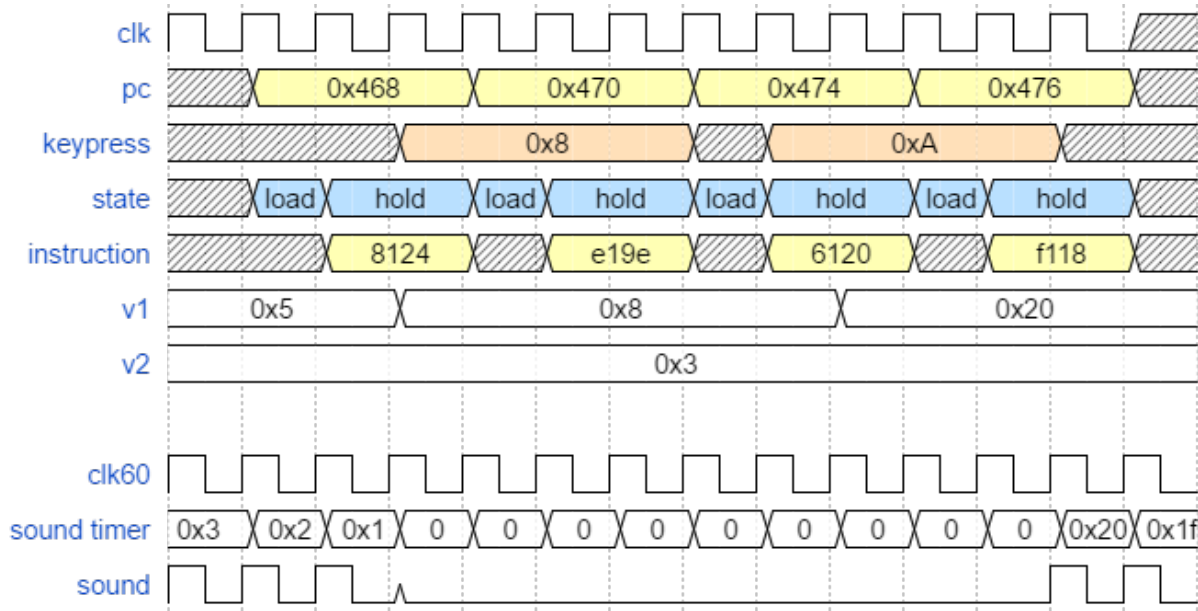 clk
pc 0x468 0x470 0x474 0x476
keypress 0x8 0xA
state load hold load hold load hold load hold
instruction 8124 e19e 6120 f118
v1 0x5 0x8 0x20
v2 0x3
clk60
sound timer 0x3 0x2 0x1 0 0 0 0 0 0 0 0 0 0x20 0x1f
sound